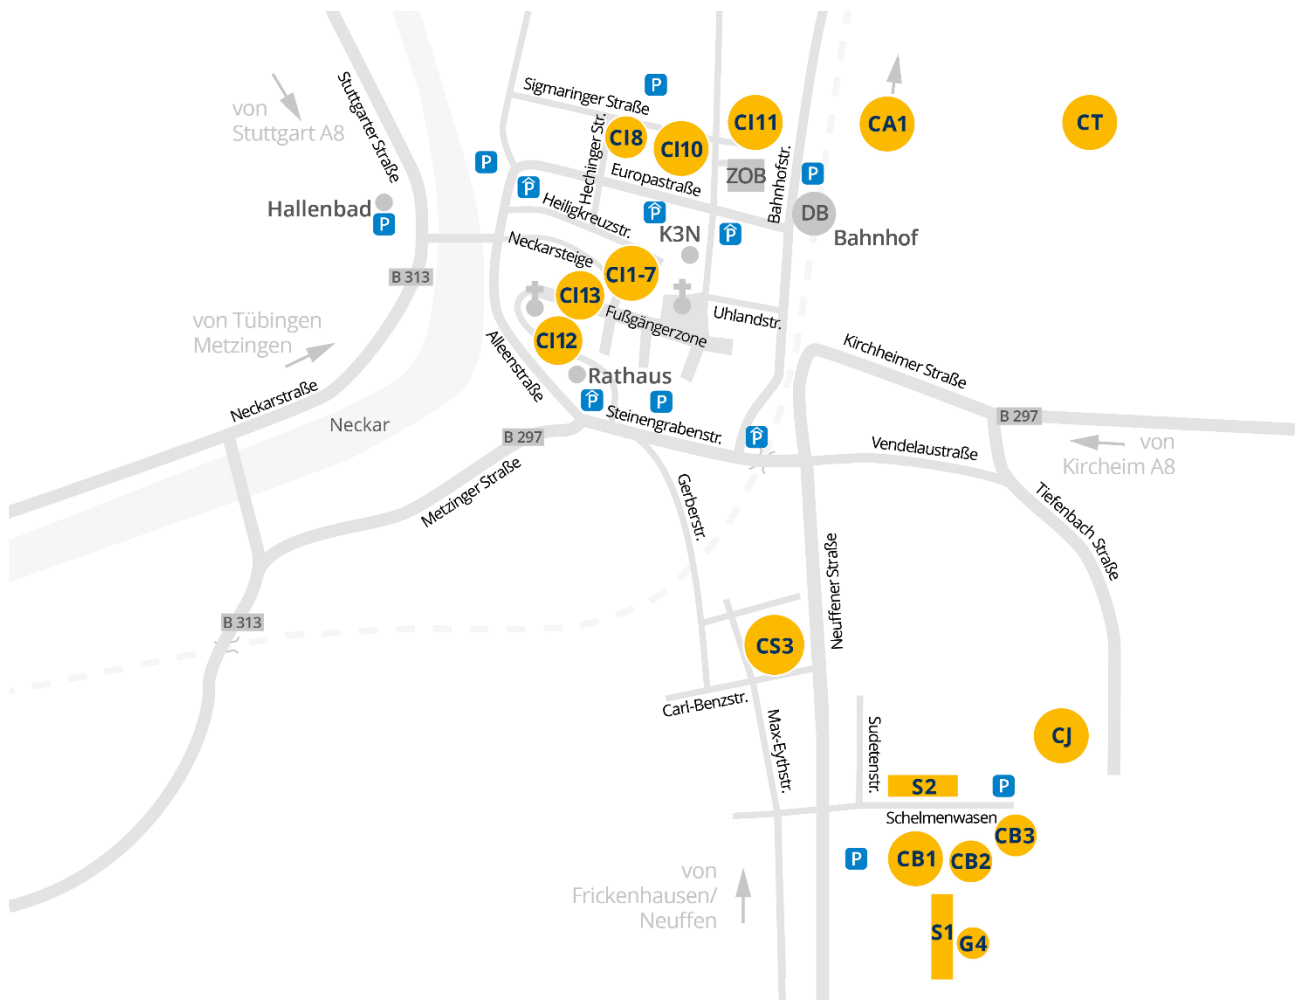 Stuttgarter Straße
von
Stuttgart A8
Sigmaringer Straße
P
CI8
CI10
CI11
CA1
CT
Hechinger Str.
Europastraße
ZOB
Bahnhofstr.
P
P
P
DB
Bahnhof
Hallenbad
P
Heiligkreuzstr.
P
P
K3N
Neckarsteige
CI1-7
CI13
B 313
Fußgängerzone
Uhlandstr.
von Tübingen
Metzingen
CI12
Alleenstraße
Rathaus
Kirchheimer Straße
Neckarstraße
Neckar
P
P
Steinengrabenstr.
P
B 297
B 297
Vendelaustraße
von
Kircheim A8
Metzinger Straße
Gerberstr.
Tiefenbach Straße
Neuffener Straße
B 313
CS3
Carl-Benzstr.
Max-Eythstr.
Sudetenstr.
CJ
S2
P
Schelmenwasen
CB3
P
CB1
CB2
von
Frickenhausen/
Neuffen
S1
G4